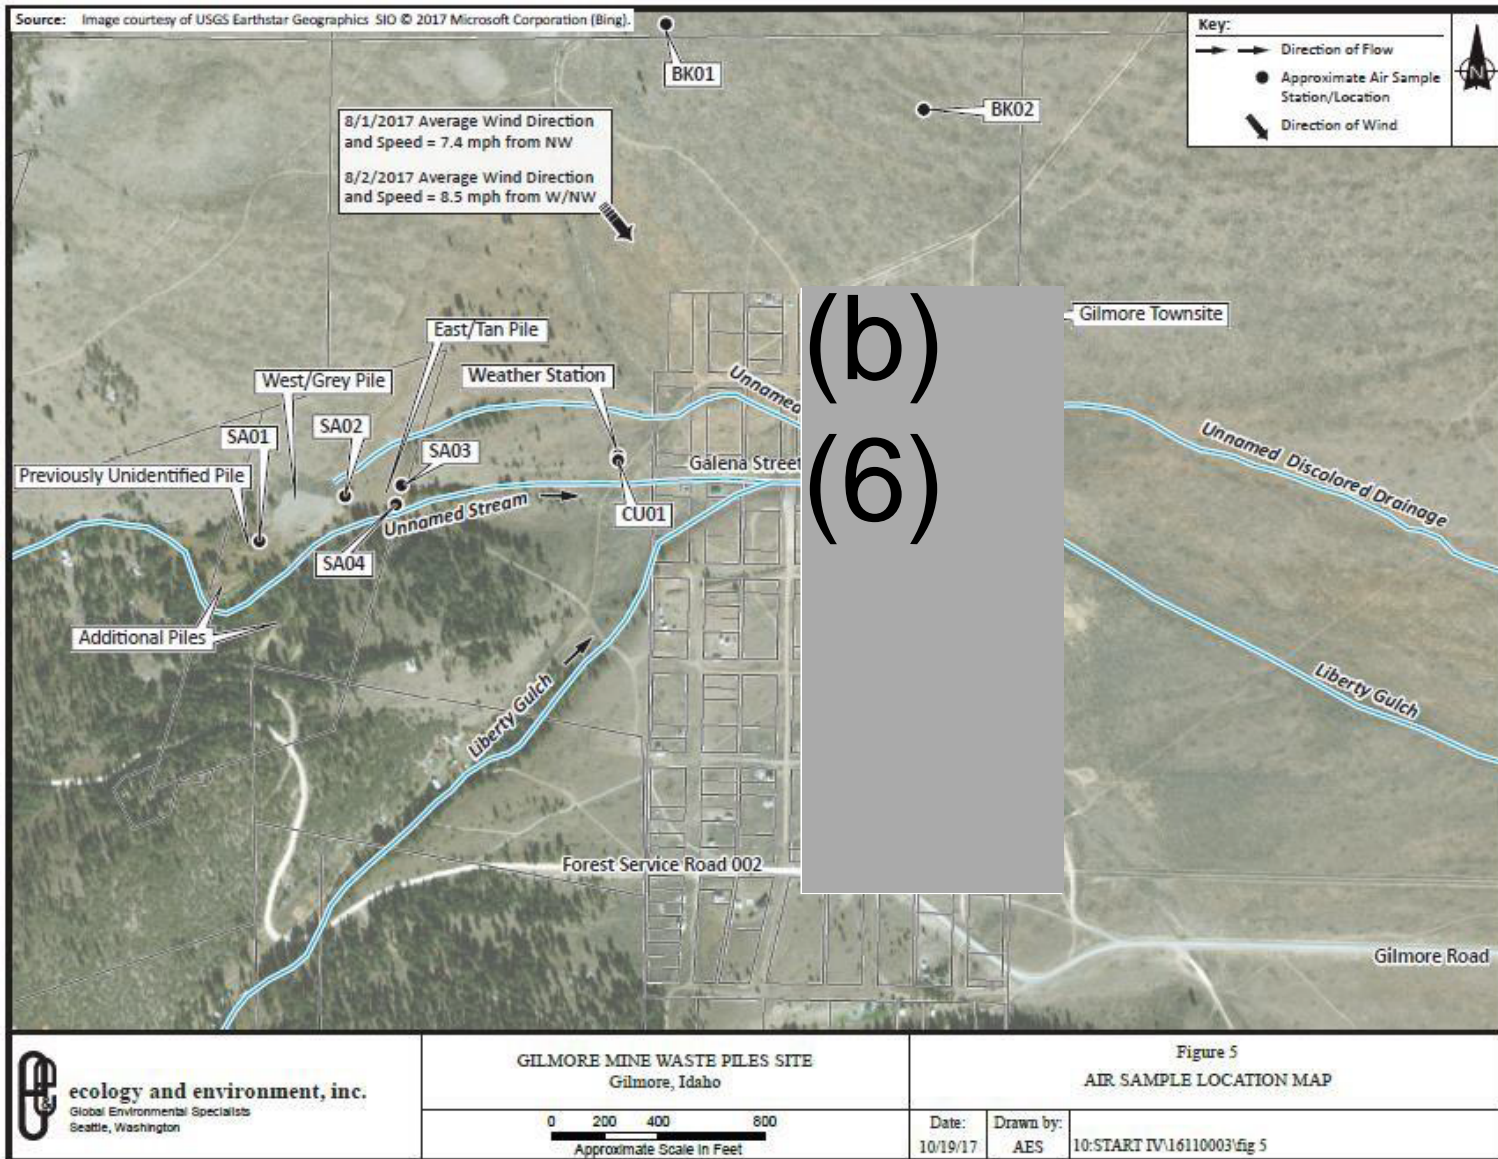 Source: Image courtesy of USGS Earthstar Geographics SIO © 2017 Microsoft Corporation (Bing).
Key:
Direction of Flow
Approximate Air Sample
Station/Location
Direction of Wind
N
BK01
BK02
8/1/2017 Average Wind Direction
and Speed = 7.4 mph from NW
8/2/2017 Average Wind Direction
and Speed = 8.5 mph from W/NW
(b)
(6)
Gilmore Townsite
East/Tan Pile
West/Grey Pile
Weather Station
Unnamed
SA02
SA01
SA03
Previously Unidentified Pile
Galena Street
Unnamed Discolored Drainage
Unnamed Stream
CU01
SA04
Additional Piles
Liberty Gulch
Liberty Gulch
Forest Service Road 002
Gilmore Road
ecology and environment, inc.
Global Environmental Specialists
Seattle, Washington
GILMORE MINE WASTE PILES SITE
Gilmore, Idaho
0 200 400 800
Approximate Scale in Feet
Figure 5
AIR SAMPLE LOCATION MAP
Date:
10/19/17
Drawn by:
AES
10:START IV\16110003\fig 5